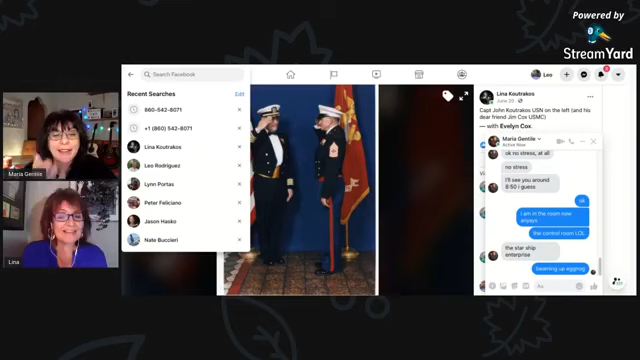 Powered by
StreamYard
Search Facebook
Leo
Recent Searches
Edit
860-542-8071
+1 (860) 542-8071
Lina Koutrakos
Leo Rodriguez
Lynn Portas
Peter Feliciano
Jason Hasko
Nate Buccieri
Maria Gentile
Lina
Lina Koutrakos
June 20
Capt John Koutrakos USN on the left (and his
dear friend Jim Cox USMC)
— with Evelyn Cox.
Maria Gentile
Active Now
ok no stress, at all
no stress
I'll see you around
8:50 i guess
ok
i am in the room now
anyays
the control room LOL
the star ship
enterprise
beaming up eggnog
Aa